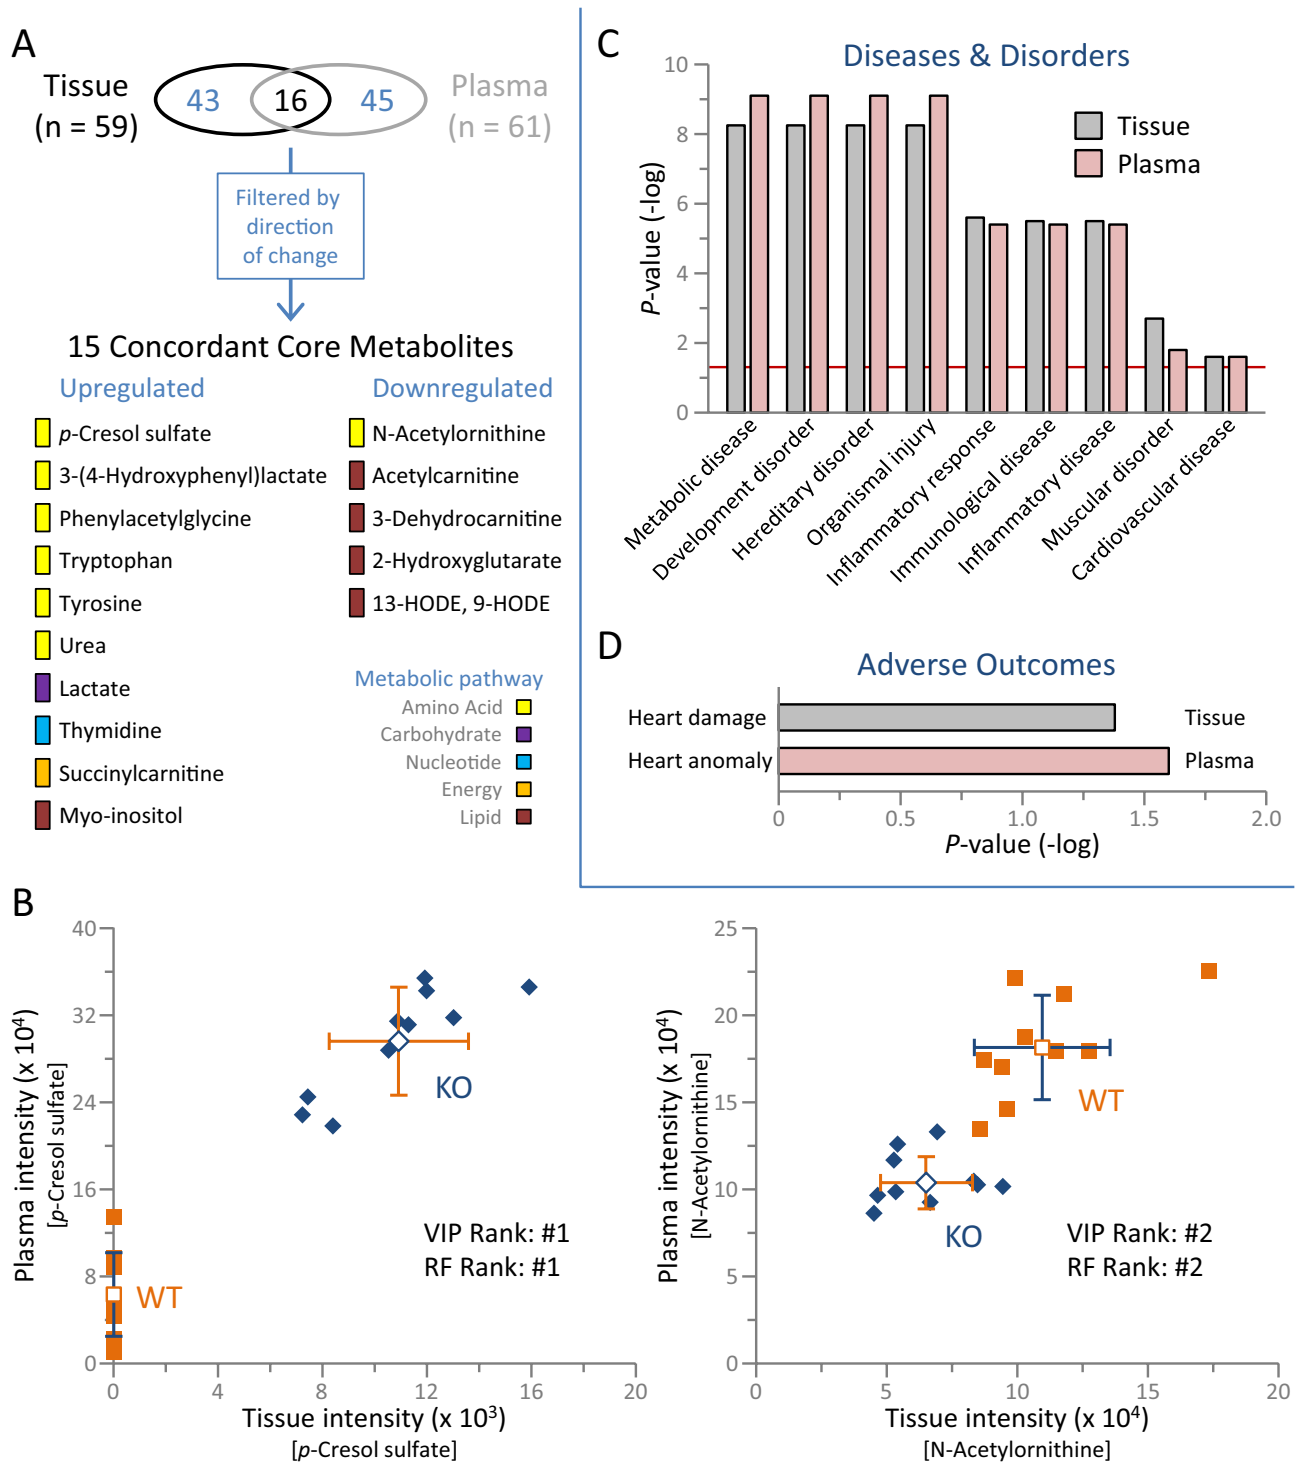 A
Tissue
(n = 59)
43
16
45
Plasma
(n = 61)
Filtered by
direction
of change
15 Concordant Core Metabolites
Upregulated
p-Cresol sulfate
3-(4-Hydroxyphenyl)lactate
Phenylacetylglycine
Tryptophan
Tyrosine
Urea
Lactate
Thymidine
Succinylcarnitine
Myo-inositol
Downregulated
N-Acetylornithine
Acetylcarnitine
3-Dehydrocarnitine
2-Hydroxyglutarate
13-HODE, 9-HODE
Metabolic pathway
Amino Acid
Carbohydrate
Nucleotide
Energy
Lipid
C
Diseases & Disorders
P-value (-log)
10
8
6
4
2
0
Tissue
Plasma
Metabolic disease
Development disorder
Hereditary disorder
Organismal injury
Inflammatory response
Immunological disease
Inflammatory disease
Muscular disorder
Cardiovascular disease
D
Adverse Outcomes
Heart damage
Tissue
Heart anomaly
Plasma
0
0.5
1.0
1.5
2.0
P-value (-log)
B
Plasma intensity (x 10⁴)
[p-Cresol sulfate]
40
32
24
16
8
0
KO
WT
VIP Rank: #1
RF Rank: #1
0
4
8
12
16
20
Tissue intensity (x 10³)
[p-Cresol sulfate]
Plasma intensity (x 10⁴)
[N-Acetylornithine]
25
20
15
10
5
0
WT
KO
VIP Rank: #2
RF Rank: #2
0
5
10
15
20
Tissue intensity (x 10⁴)
[N-Acetylornithine]